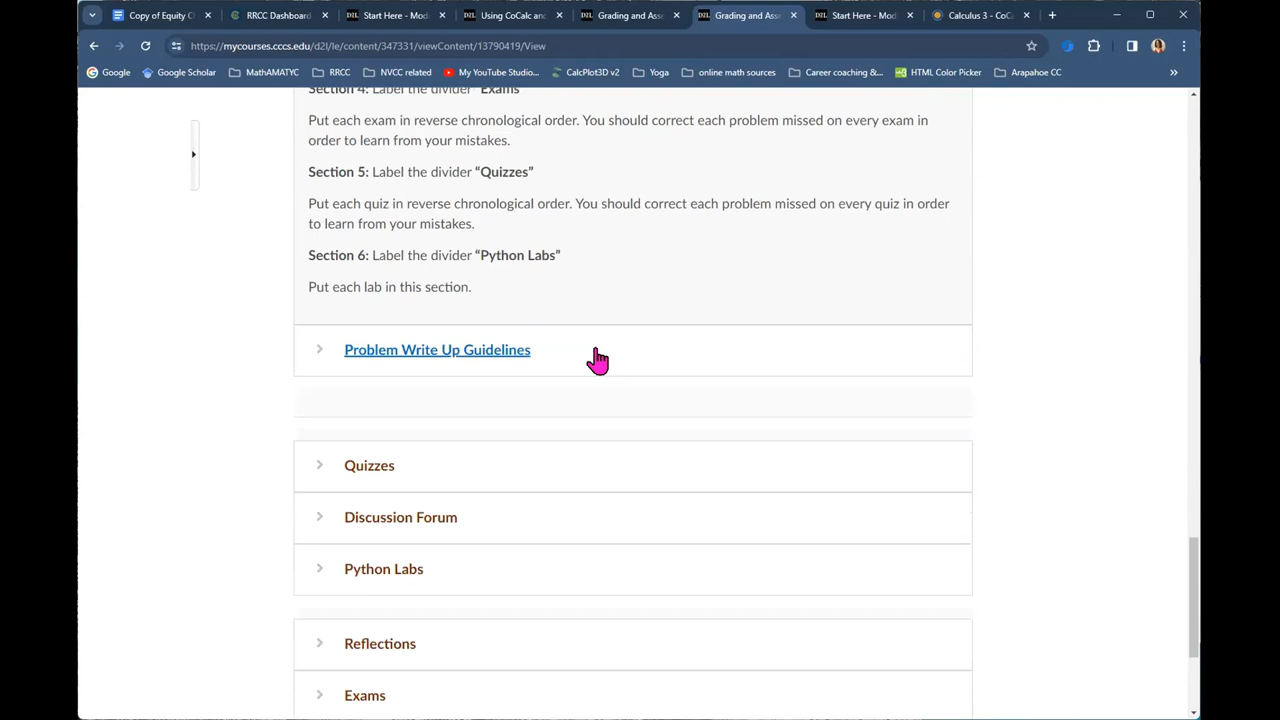 Copy of Equity C
RRCC Dashboard
D2L Start Here - Mod
D2L Using CoCalc an
D2L Grading and Ass
D2L Grading and Ass
D2L Start Here - Mod
Calculus 3 - CoC
https://mycourses.cccs.edu/d2l/le/content/347331/viewContent/13790419/View
Google
Google Scholar
MathAMATYC
RRCC
NVCC related
My YouTube Studio...
CalcPlot3D v2
Yoga
online math sources
Career coaching &...
HTML Color Picker
Arapahoe CC
Section 4: Label the divider “Exams”
Put each exam in reverse chronological order. You should correct each problem missed on every exam in
order to learn from your mistakes.
Section 5: Label the divider “Quizzes”
Put each quiz in reverse chronological order. You should correct each problem missed on every quiz in order
to learn from your mistakes.
Section 6: Label the divider “Python Labs”
Put each lab in this section.
Problem Write Up Guidelines
Quizzes
Discussion Forum
Python Labs
Reflections
Exams